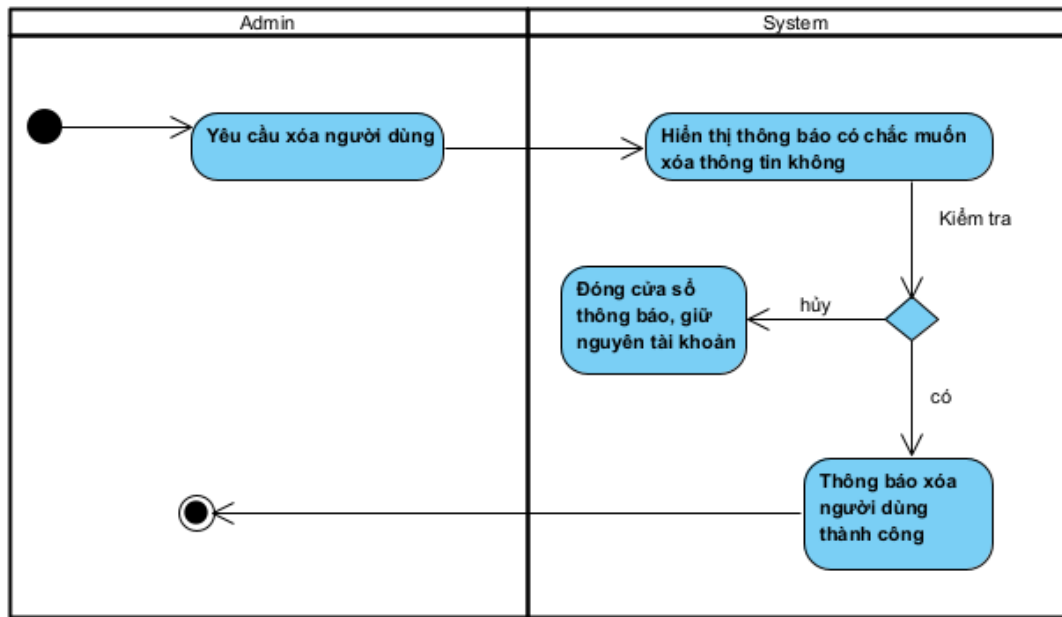 Admin
System
Yêu cầu xóa người dùng
Hiển thị thông báo có chắc muốn
xóa thông tin không
Kiểm tra
Đóng cửa sổ
thông báo, giữ
nguyên tài khoản
hủy
có
Thông báo xóa
người dùng
thành công